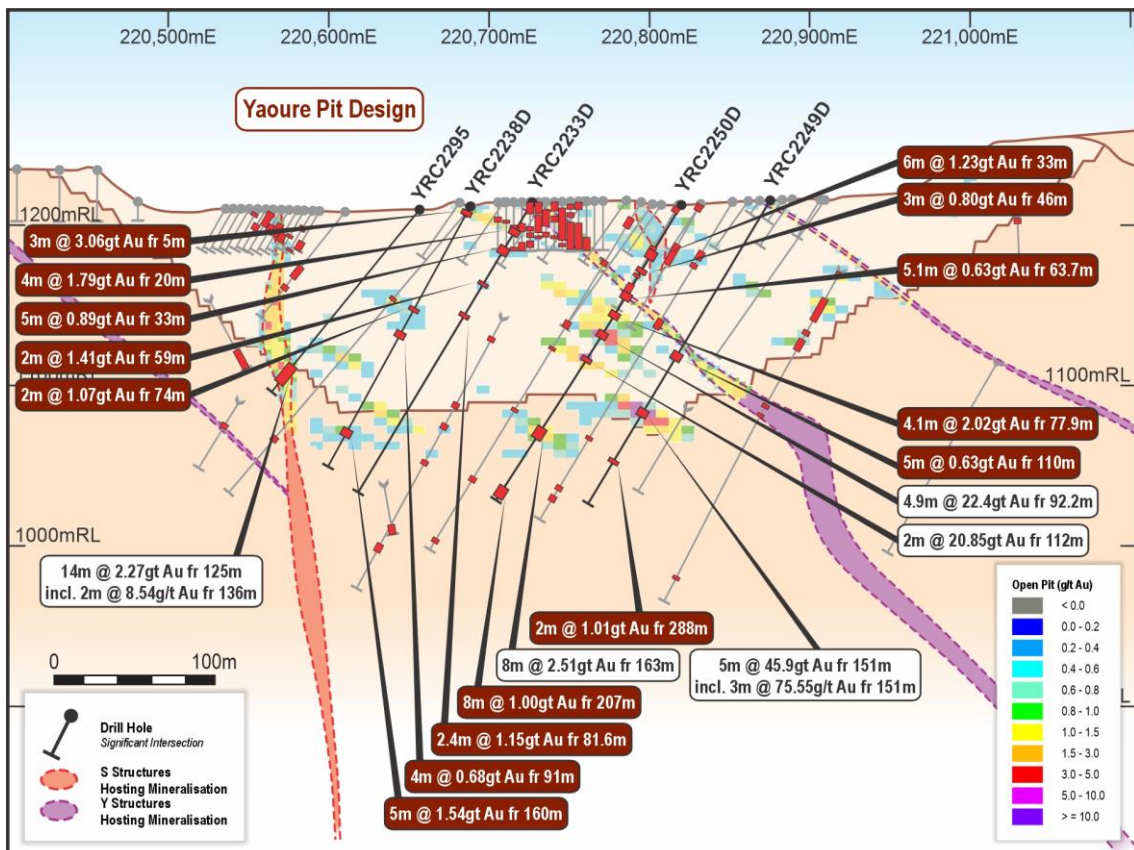 220,500mE 220,600mE 220,700mE 220,800mE 220,900mE 221,000mE
Yaoure Pit Design
YRC2295
YRC2238D
YRC2233D
YRC2250D
YRC2249D
1200mRL
3m @ 3.06gt Au fr 5m
4m @ 1.79gt Au fr 20m
5m @ 0.89gt Au fr 33m
2m @ 1.41gt Au fr 59m
2m @ 1.07gt Au fr 74m
6m @ 1.23gt Au fr 33m
3m @ 0.80gt Au fr 46m
5.1m @ 0.63gt Au fr 63.7m
1100mRL
4.1m @ 2.02gt Au fr 77.9m
5m @ 0.63gt Au fr 110m
4.9m @ 22.4gt Au fr 92.2m
2m @ 20.85gt Au fr 112m
1000mRL
14m @ 2.27gt Au fr 125m
incl. 2m @ 8.54g/t Au fr 136m
2m @ 1.01gt Au fr 288m
8m @ 2.51gt Au fr 163m
8m @ 1.00gt Au fr 207m
2.4m @ 1.15gt Au fr 81.6m
4m @ 0.68gt Au fr 91m
5m @ 1.54gt Au fr 160m
5m @ 45.9gt Au fr 151m
incl. 3m @ 75.55g/t Au fr 151m
0 100m
Drill Hole
Significant Intersection
S Structures
Hosting Mineralisation
Y Structures
Hosting Mineralisation
Open Pit (g/t Au)
< 0.0
0.0 - 0.2
0.2 - 0.4
0.4 - 0.6
0.6 - 0.8
0.8 - 1.0
1.0 - 1.5
1.5 - 3.0
3.0 - 5.0
5.0 - 10.0
> = 10.0